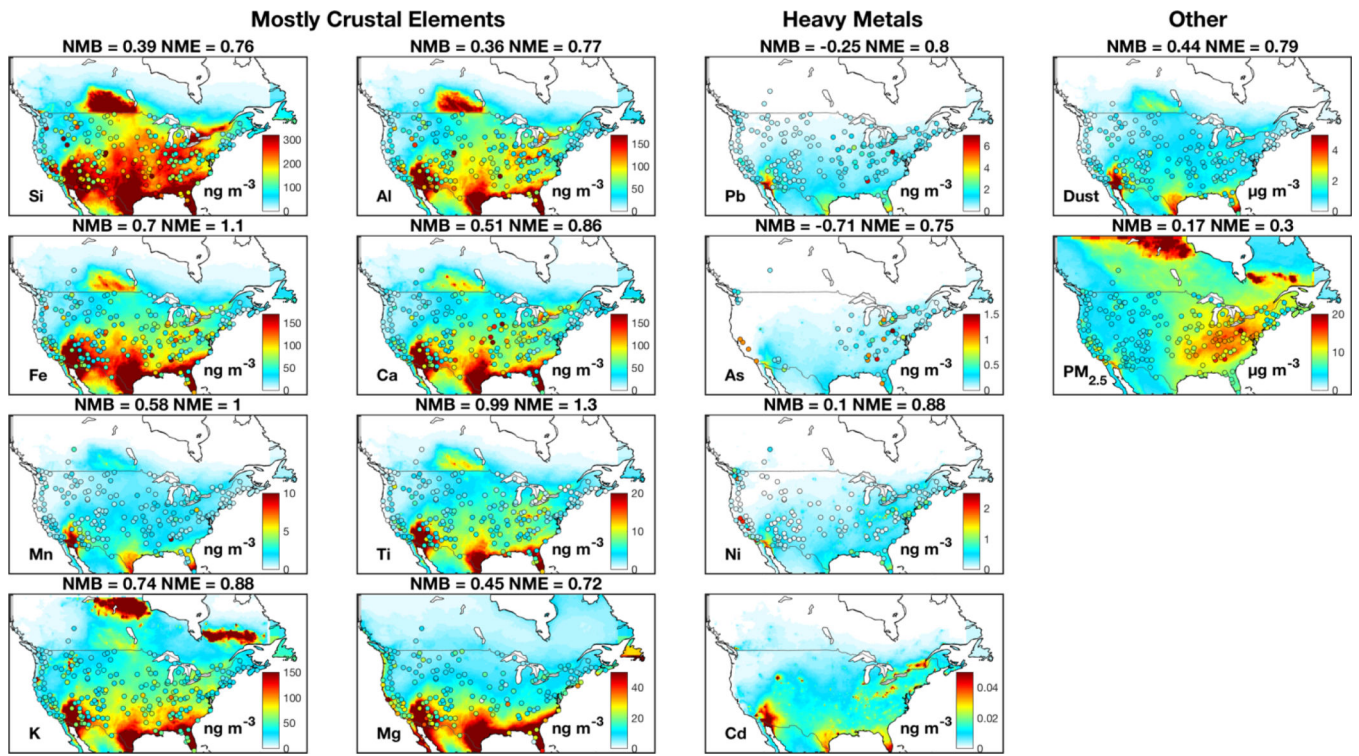 Mostly Crustal Elements
Heavy Metals
Other
NMB = 0.39 NME = 0.76
NMB = 0.36 NME = 0.77
NMB = -0.25 NME = 0.8
NMB = 0.44 NME = 0.79
300
200
100
0
Si
ng m⁻³
150
100
50
0
Al
ng m⁻³
6
4
2
0
Pb
ng m⁻³
4
2
0
Dust
µg m⁻³
NMB = 0.7 NME = 1.1
NMB = 0.51 NME = 0.86
NMB = -0.71 NME = 0.75
NMB = 0.17 NME = 0.3
150
100
50
0
Fe
ng m⁻³
150
100
50
0
Ca
ng m⁻³
1.5
1
0.5
0
As
ng m⁻³
20
10
0
PM₂.₅
µg m⁻³
NMB = 0.58 NME = 1
NMB = 0.99 NME = 1.3
NMB = 0.1 NME = 0.88
10
5
0
Mn
ng m⁻³
20
10
0
Ti
ng m⁻³
2
1
0
Ni
ng m⁻³
NMB = 0.74 NME = 0.88
NMB = 0.45 NME = 0.72
150
100
50
0
K
ng m⁻³
40
20
0
Mg
ng m⁻³
0.04
0.02
0
Cd
ng m⁻³